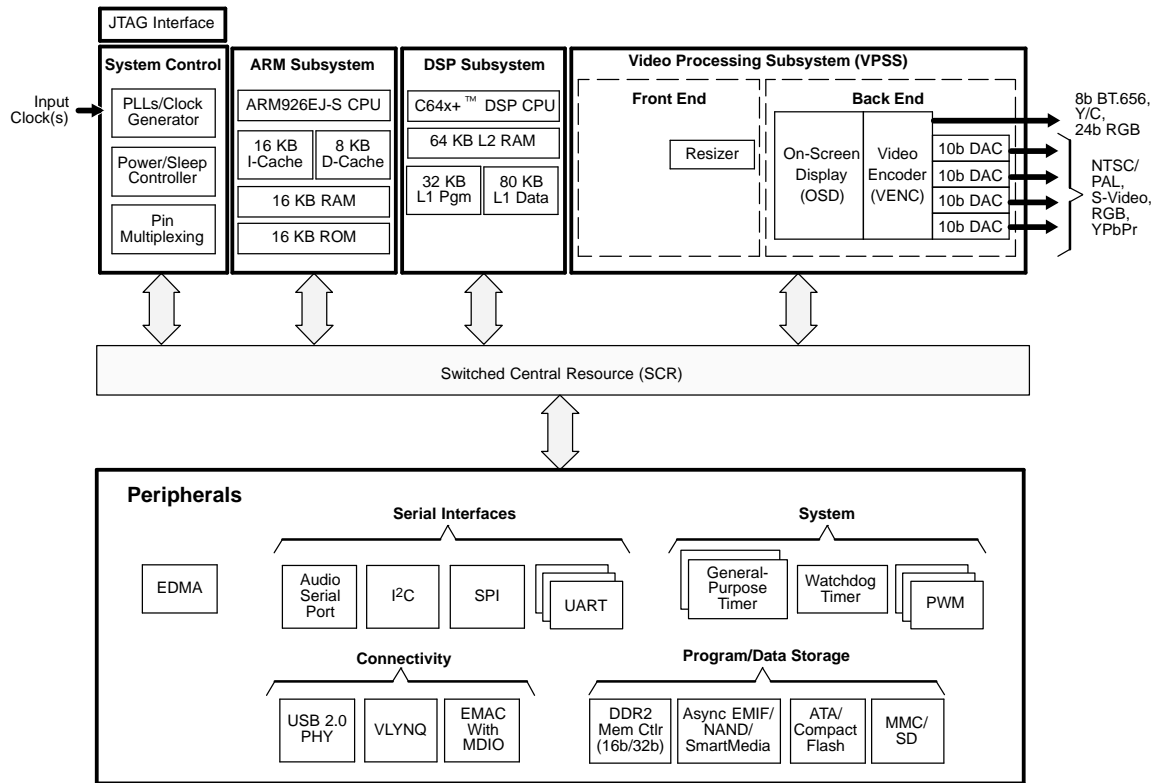 JTAG Interface
System Control
Input
Clock(s)
PLLs/Clock
Generator
Power/Sleep
Controller
Pin
Multiplexing
ARM Subsystem
ARM926EJ-S CPU
16 KB
I-Cache
8 KB
D-Cache
16 KB RAM
16 KB ROM
DSP Subsystem
C64x+™ DSP CPU
64 KB L2 RAM
32 KB
L1 Pgm
80 KB
L1 Data
Video Processing Subsystem (VPSS)
Front End
Resizer
Back End
On-Screen
Display
(OSD)
Video
Encoder
(VENC)
10b DAC
10b DAC
10b DAC
10b DAC
8b BT.656,
Y/C,
24b RGB
NTSC/
PAL,
S-Video,
RGB,
YPbPr
Switched Central Resource (SCR)
Peripherals
EDMA
Serial Interfaces
Audio
Serial
Port
I²C
SPI
UART
System
General-
Purpose
Timer
Watchdog
Timer
PWM
Connectivity
USB 2.0
PHY
VLYNQ
EMAC
With
MDIO
Program/Data Storage
DDR2
Mem Ctlr
(16b/32b)
Async EMIF/
NAND/
SmartMedia
ATA/
Compact
Flash
MMC/
SD